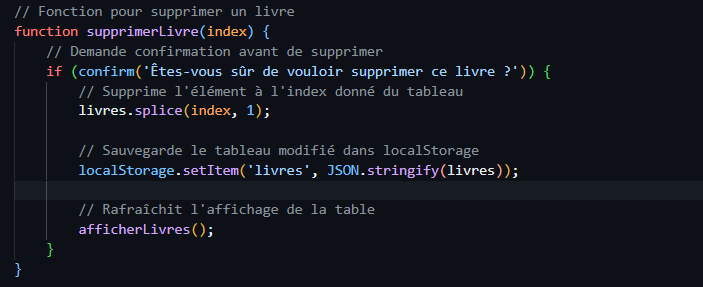 // Fonction pour supprimer un livre
function supprimerLivre(index) {
// Demande confirmation avant de supprimer
if (confirm('Êtes-vous sûr de vouloir supprimer ce livre ?')) {
// Supprime l'élément à l'index donné du tableau
livres.splice(index, 1);
// Sauvegarde le tableau modifié dans localStorage
localStorage.setItem('livres', JSON.stringify(livres));
// Rafraîchit l'affichage de la table
afficherLivres();
}
}